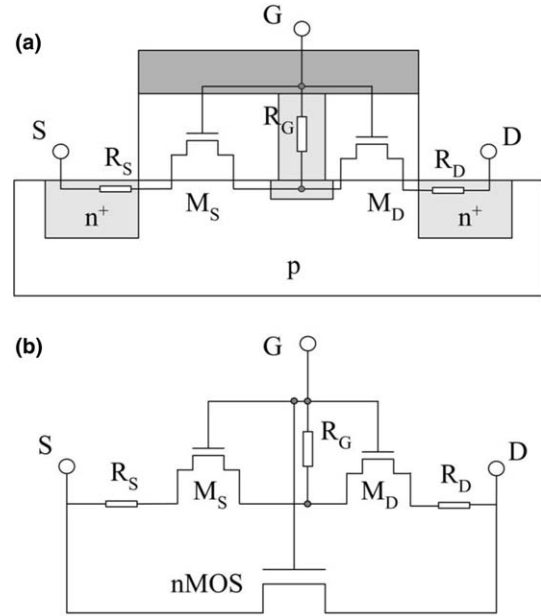 (a)
G
S
R_S
R_G
R_D
D
M_S
M_D
n⁺
n⁺
p
(b)
G
S
R_S
R_G
R_D
D
M_S
M_D
nMOS